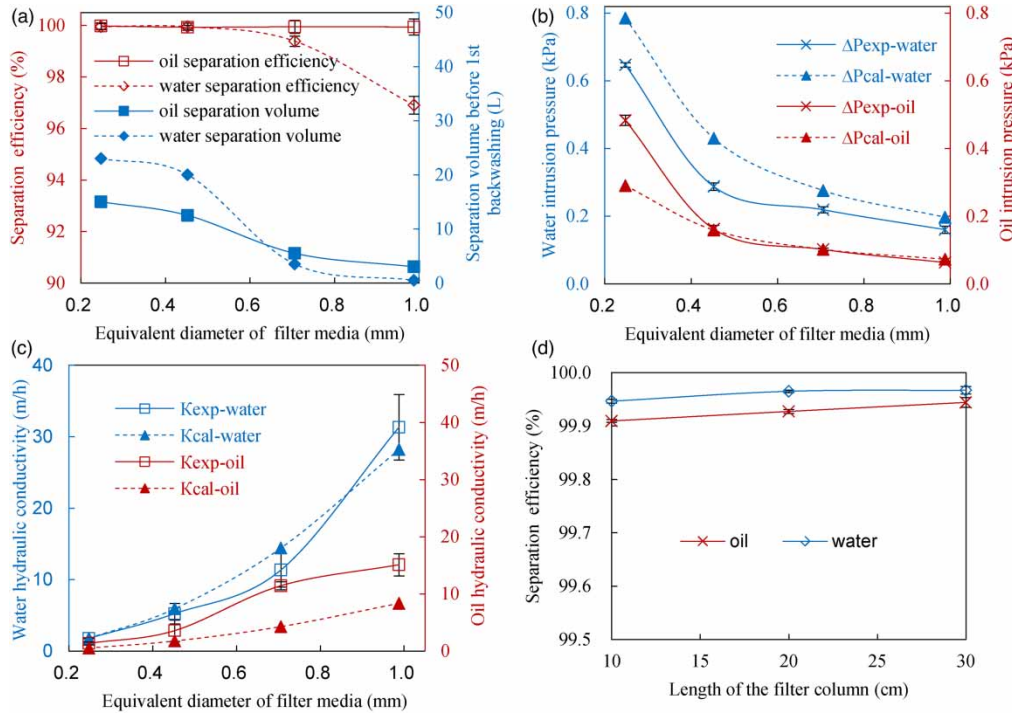 (a)
100
98
96
94
92
90
Separation efficiency (%)
oil separation efficiency
water separation efficiency
oil separation volume
water separation volume
50
40
30
20
10
0
Separation volume before 1st
backwashing (L)
0.2
0.4
0.6
0.8
1.0
Equivalent diameter of filter media (mm)
(b)
0.8
0.6
0.4
0.2
0.0
Water intrusion pressure (kPa)
ΔPexp-water
ΔPcal-water
ΔPexp-oil
ΔPcal-oil
0.8
0.6
0.4
0.2
0.0
Oil intrusion pressure (kPa)
0.2
0.4
0.6
0.8
1.0
Equivalent diameter of filter media (mm)
(c)
40
30
20
10
0
Water hydraulic conductivity (m/h)
Kexp-water
Kcal-water
Kexp-oil
Kcal-oil
50
40
30
20
10
0
Oil hydraulic conductivity (m/h)
0.2
0.4
0.6
0.8
1.0
Equivalent diameter of filter media (mm)
(d)
100.0
99.9
99.8
99.7
99.6
99.5
Separation efficiency (%)
oil
water
10
15
20
25
30
Length of the filter column (cm)